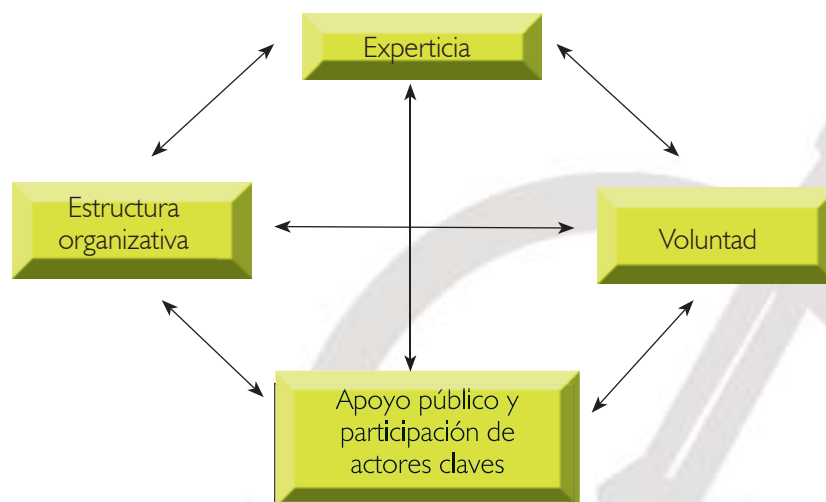 Experticia
Estructura
organizativa
Voluntad
Apoyo público y
participación de
actores claves